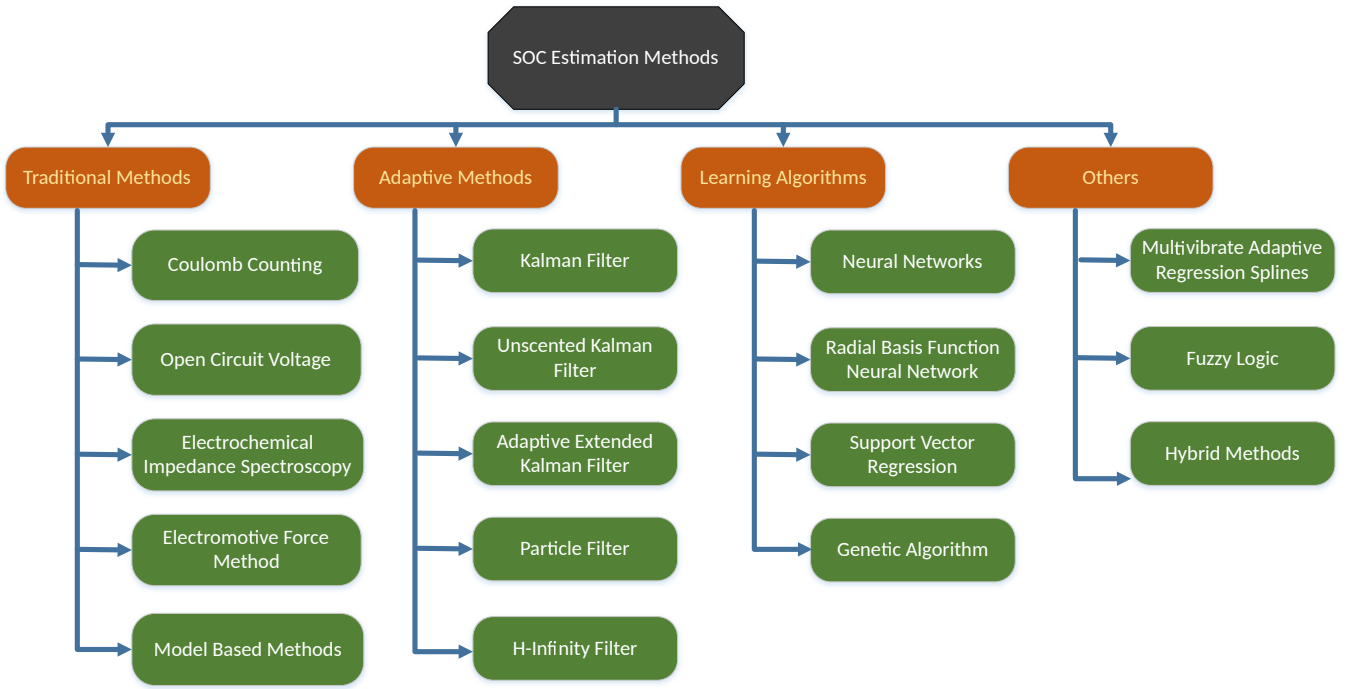 SOC Estimation Methods
Traditional Methods
Adaptive Methods
Learning Algorithms
Others
Coulomb Counting
Open Circuit Voltage
Electrochemical
Impedance Spectroscopy
Electromotive Force
Method
Model Based Methods
Kalman Filter
Unscented Kalman
Filter
Adaptive Extended
Kalman Filter
Particle Filter
H-Infinity Filter
Neural Networks
Radial Basis Function
Neural Network
Support Vector
Regression
Genetic Algorithm
Multivibrate Adaptive
Regression Splines
Fuzzy Logic
Hybrid Methods